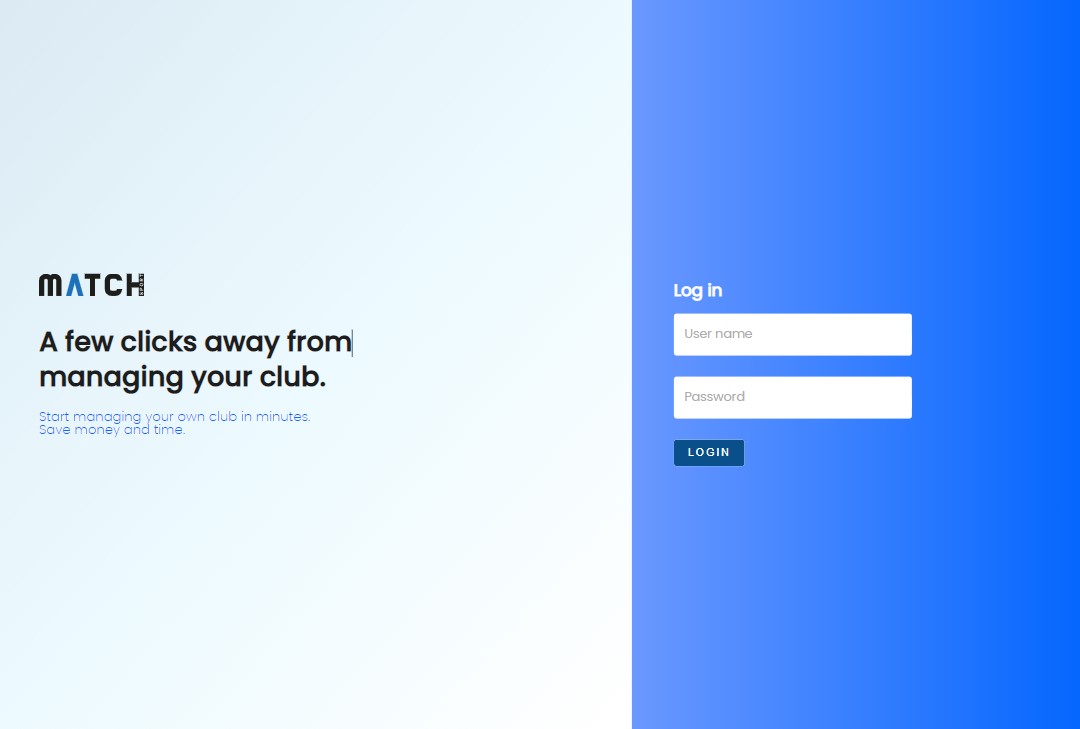 MATCH
A few clicks away from
managing your club.
Start managing your own club in minutes.
Save money and time.
Log in
User name
Password
LOGIN